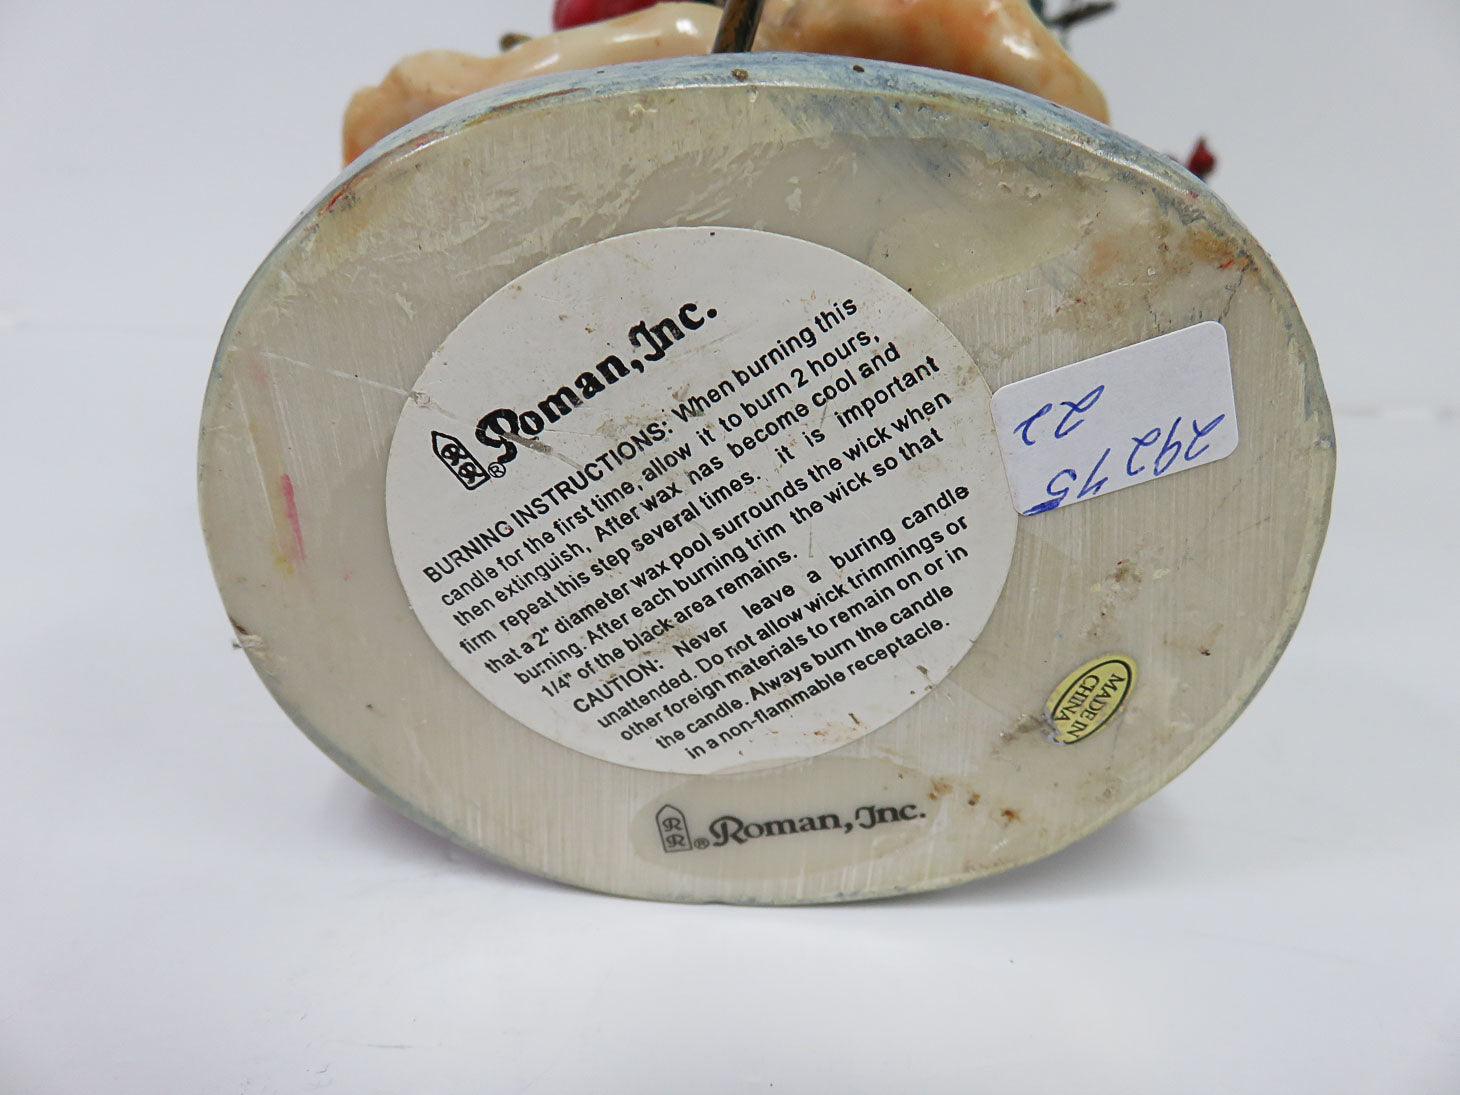 RR® Roman, Inc.
BURNING INSTRUCTIONS: When burning this
candle for the first time, allow it to burn 2 hours,
then extinguish, After wax has become cool and
firm repeat this step several times. it is important
that a 2" diameter wax pool surrounds the wick when
burning. After each burning trim the wick so that
1/4" of the black area remains.
CAUTION: Never leave a buring candle
unattended. Do not allow wick trimmings or
other foreign materials to remain on or in
the candle. Always burn the candle
in a non-flammable receptacle.
29275
22
MADE IN
CHINA
RR® Roman, Inc.